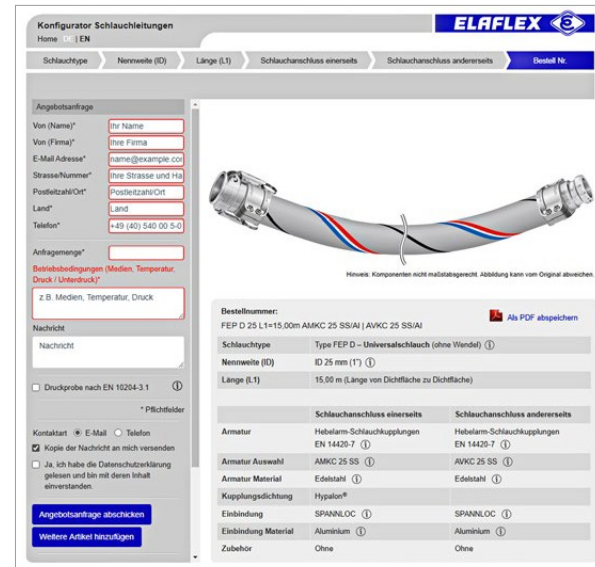 Konfigurator Schlauchleitungen
Home DE | EN
ELAFLEX
Schlauchtype
Nennweite (ID)
Länge (L1)
Schlauchanschluss einerseits
Schlauchanschluss andererseits
Bestell Nr.
Angebotsanfrage
Von (Name)* Ihr Name
Von (Firma)* Ihre Firma
E-Mail Adresse* name@example.cor
Strasse/Nummer* Ihre Strasse und Ha
Postleitzahl/Ort* Postleitzahl/Ort
Land* Land
Telefon* +49 (40) 540 00 5-0
Anfragemenge*
Betriebsbedingungen (Medien, Temperatur,
Druck / Unterdruck)*
z.B. Medien, Temperatur, Druck
Nachricht
Nachricht
Druckprobe nach EN 10204-3.1
* Pflichtfelder
Kontaktart E-Mail Telefon
Kopie der Nachricht an mich versenden
Ja, ich habe die Datenschutzerklärung
gelesen und bin mit deren Inhalt
einverstanden.
Angebotsanfrage abschicken
Weitere Artikel hinzufügen
Hinweis: Komponenten nicht maßstabsgerecht. Abbildung kann vom Original abweichen.
Bestellnummer:
FEP D 25 L1=15,00m AMKC 25 SS/Al | AVKC 25 SS/Al
Als PDF abspeichern
Schlauchtype Type FEP D – Universalschlauch (ohne Wendel)
Nennweite (ID) ID 25 mm (1")
Länge (L1) 15,00 m (Länge von Dichtfläche zu Dichtfläche)
Schlauchanschluss einerseits Schlauchanschluss andererseits
Armatur Hebelarm-Schlauchkupplungen Hebelarm-Schlauchkupplungen
EN 14420-7 EN 14420-7
Armatur Auswahl AMKC 25 SS AVKC 25 SS
Armatur Material Edelstahl Edelstahl
Kupplungsdichtung Hypalon®
Einbindung SPANNLOC SPANNLOC
Einbindung Material Aluminium Aluminium
Zubehör Ohne Ohne